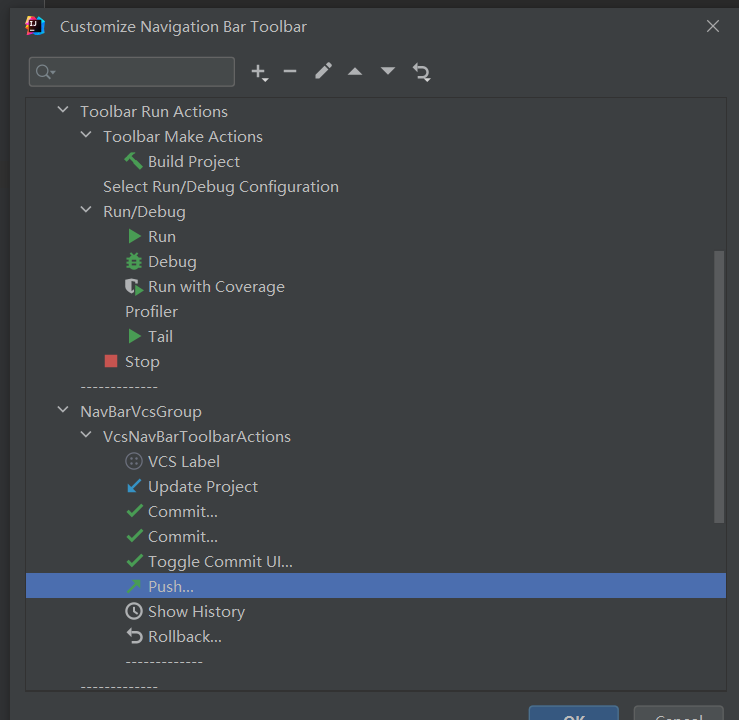 Customize Navigation Bar Toolbar
Toolbar Run Actions
Toolbar Make Actions
Build Project
Select Run/Debug Configuration
Run/Debug
Run
Debug
Run with Coverage
Profiler
Tail
Stop
-------------
NavBarVcsGroup
VcsNavBarToolbarActions
VCS Label
Update Project
Commit...
Commit...
Toggle Commit UI...
Push...
Show History
Rollback...
-------------
-------------
OK Cancel